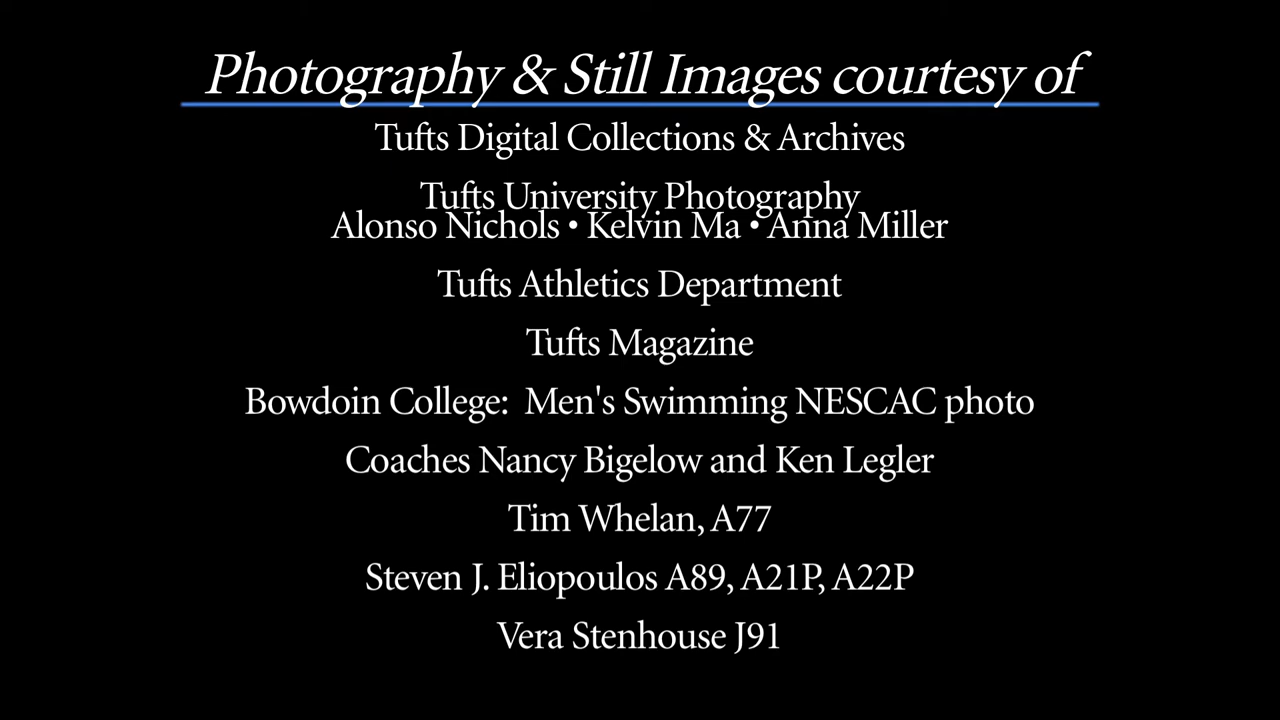 Photography & Still Images courtesy of
Tufts Digital Collections & Archives
Tufts University Photography
Alonso Nichols • Kelvin Ma • Anna Miller
Tufts Athletics Department
Tufts Magazine
Bowdoin College:  Men's Swimming NESCAC photo
Coaches Nancy Bigelow and Ken Legler
Tim Whelan, A77
Steven J. Eliopoulos A89, A21P, A22P
Vera Stenhouse J91